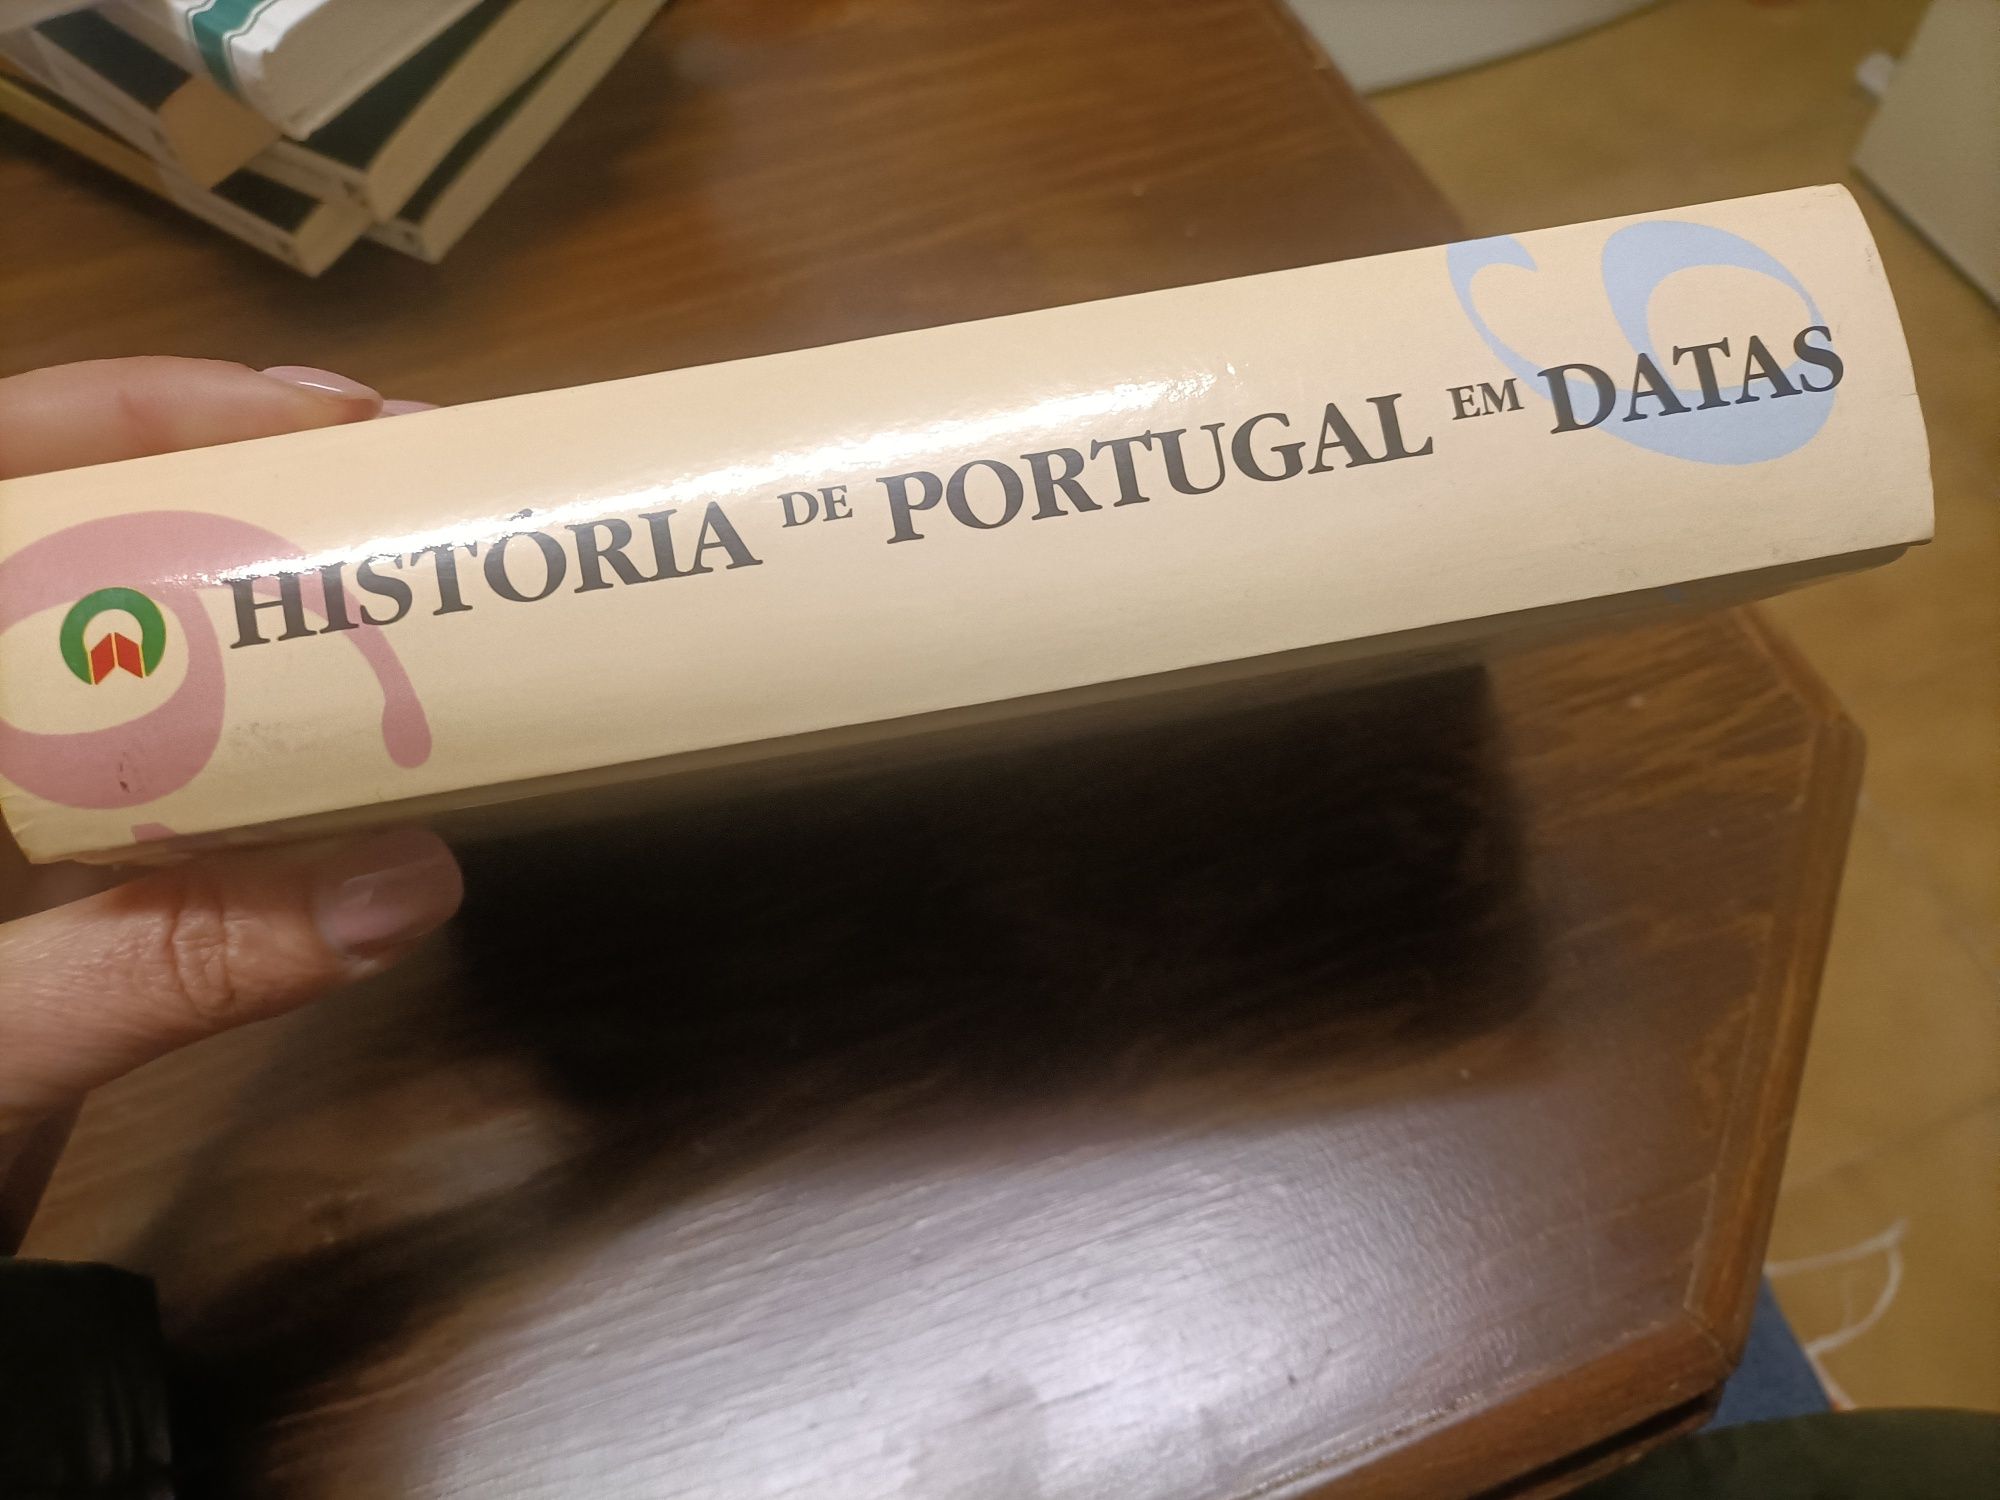 HISTÓRIA DE PORTUGAL EM DATAS